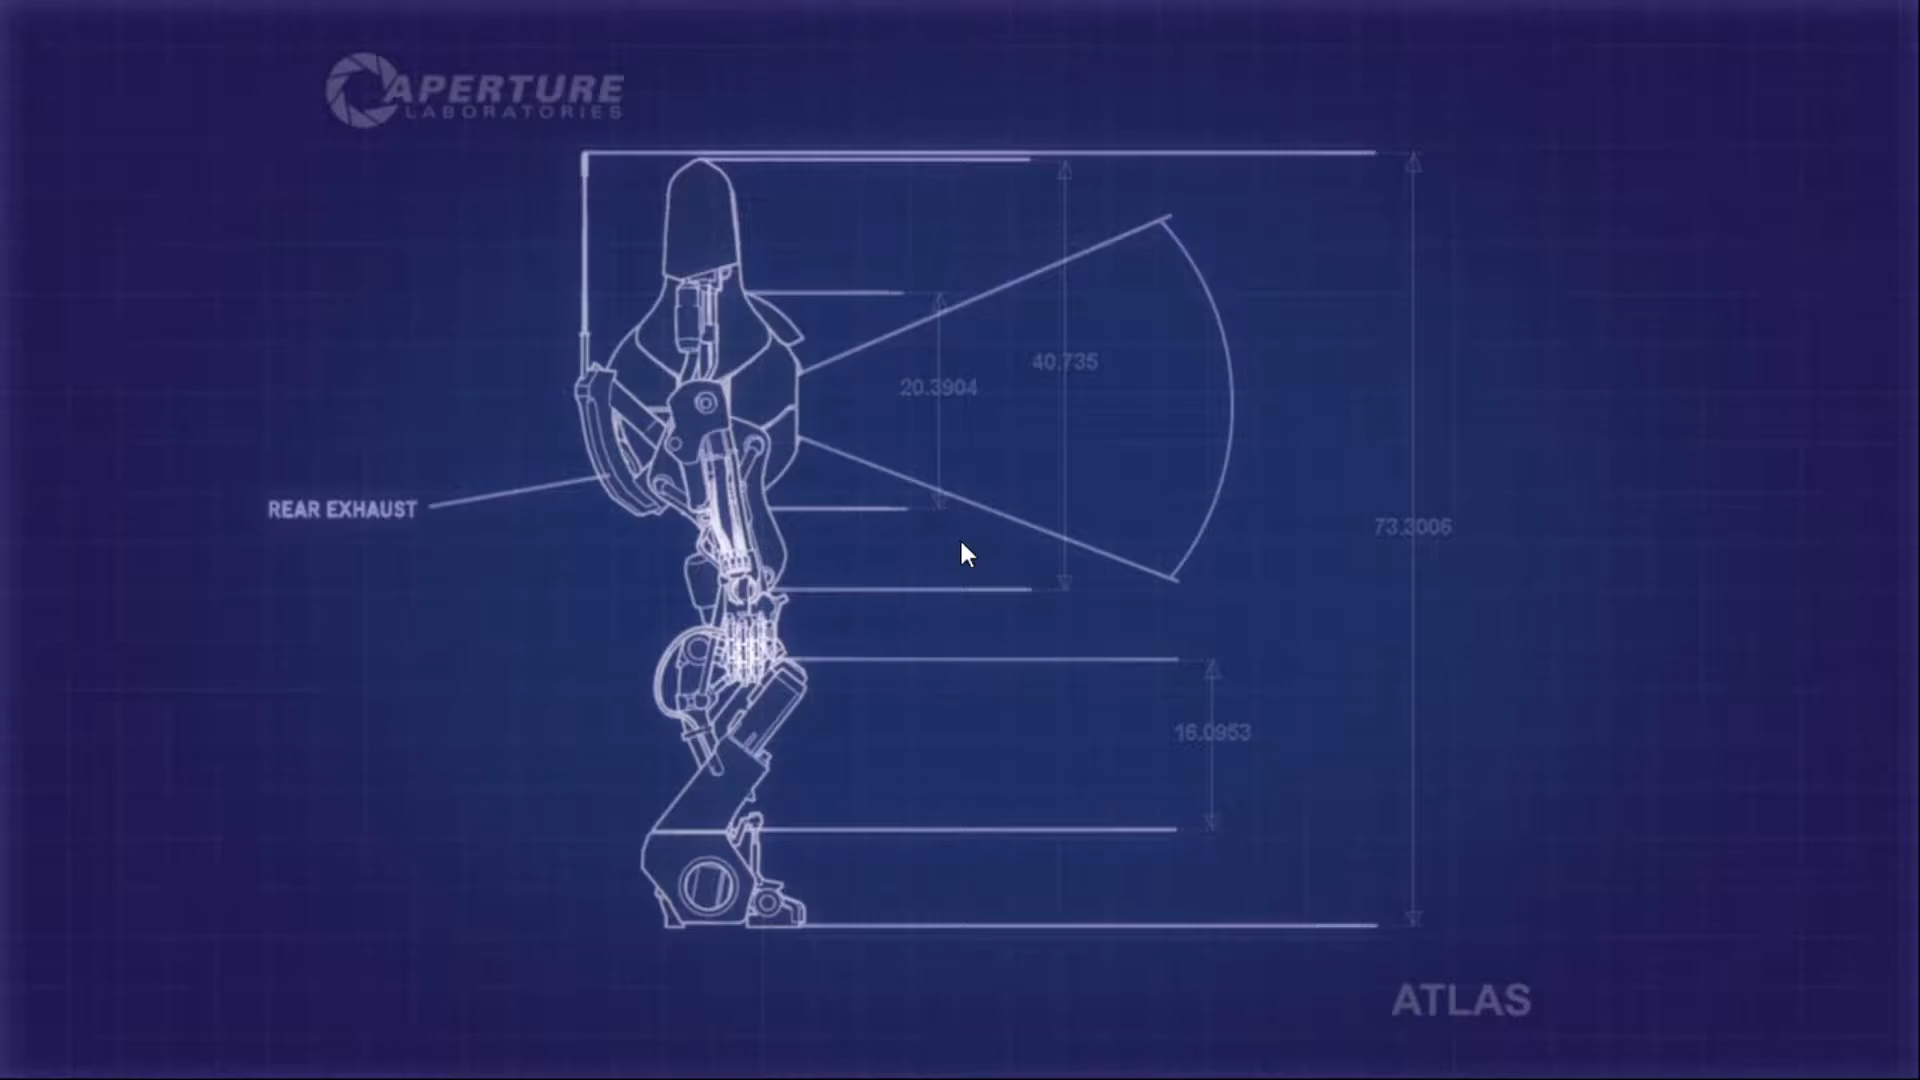 APERTURE
LABORATORIES
40.735
20.3904
REAR EXHAUST
73.3006
16.0953
ATLAS